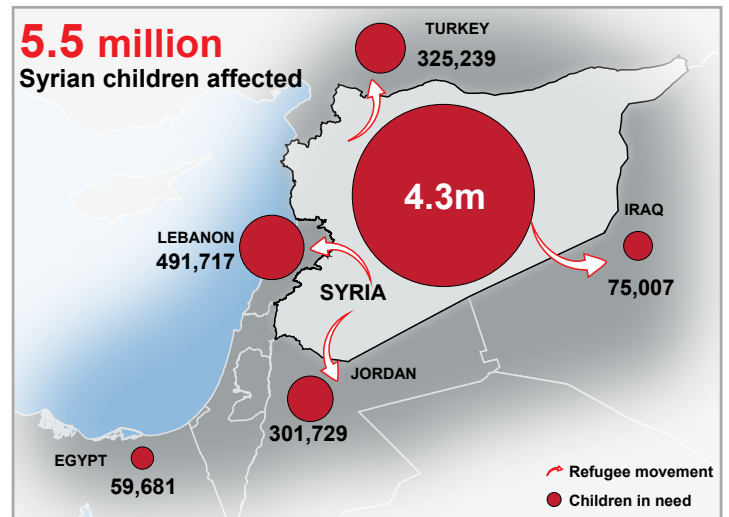 5.5 million
Syrian children affected
TURKEY
325,239
4.3m
IRAQ
75,007
LEBANON
491,717
SYRIA
JORDAN
301,729
EGYPT
59,681
Refugee movement
Children in need